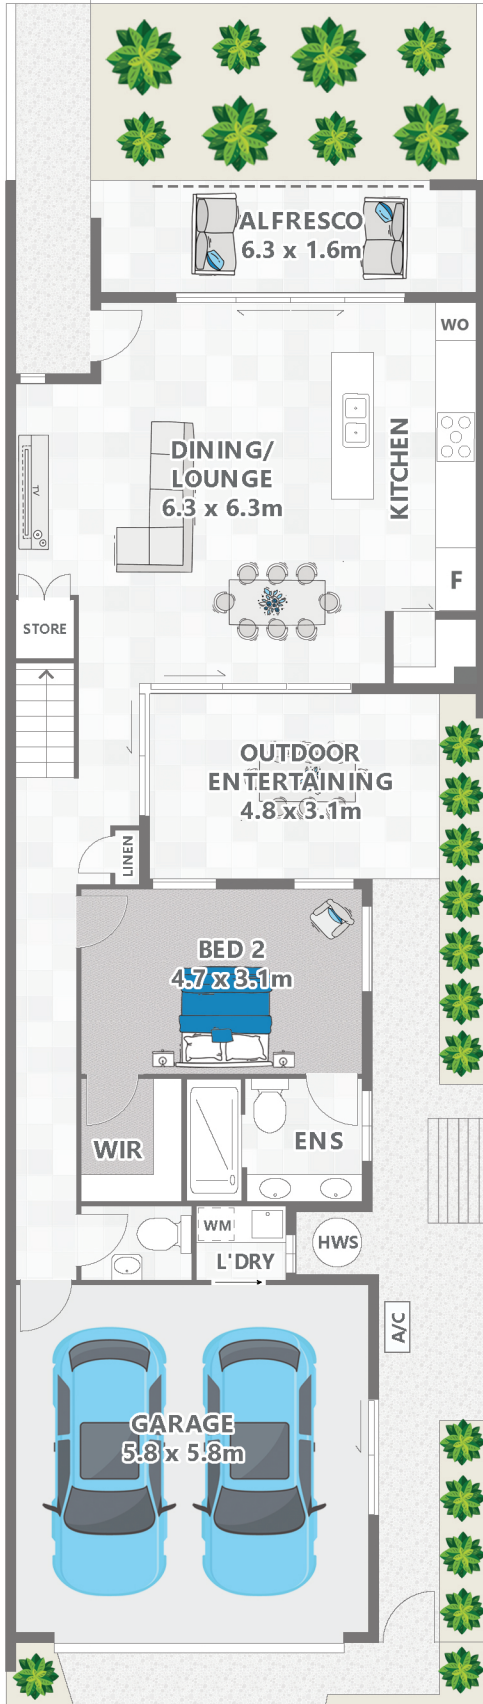 ALFRESCO
6.3 x 1.6m
WO
DINING/
LOUNGE
6.3 x 6.3m
KITCHEN
TV
F
STORE
OUTDOOR
ENTERTAINING
4.8 x 3.1m
LINEN
BED 2
4.7 x 3.1m
WIR
ENS
WM
L'DRY
HWS
A/C
GARAGE
5.8 x 5.8m